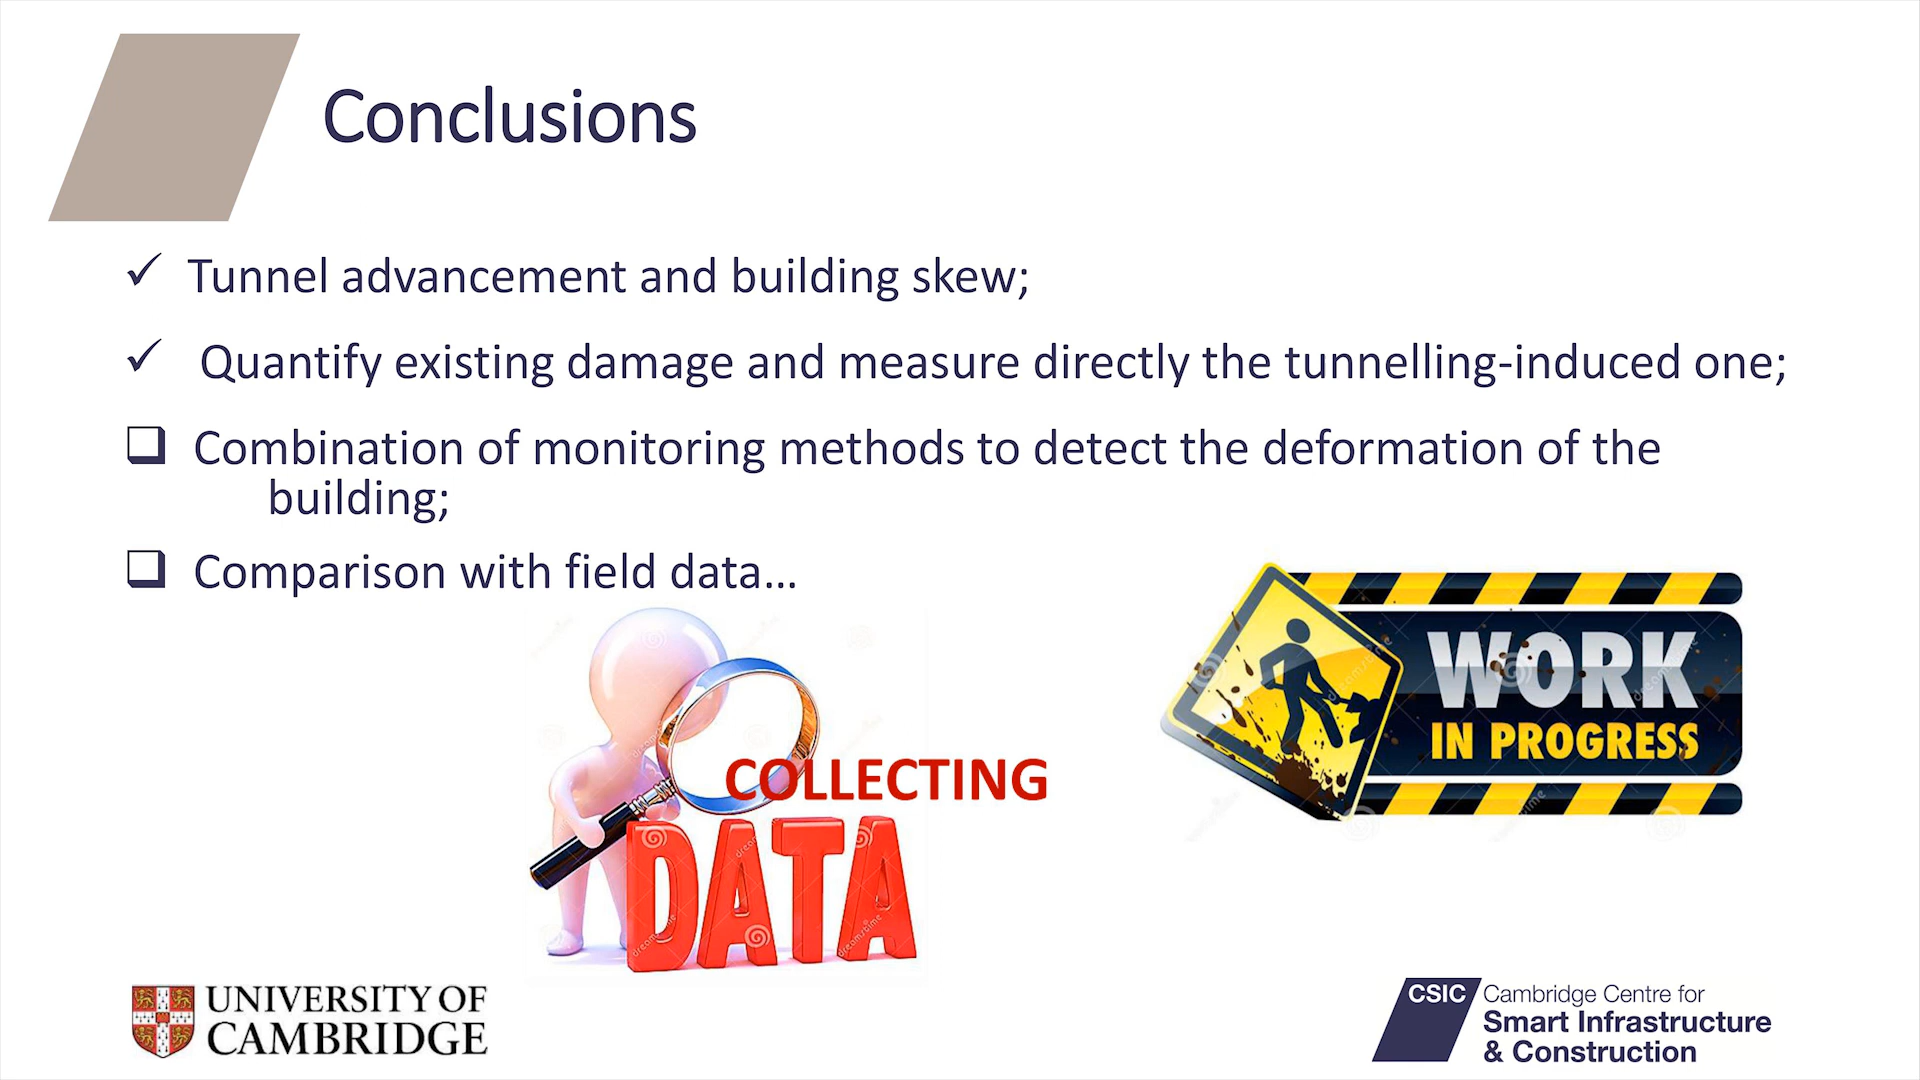 Conclusions
✓ Tunnel advancement and building skew;
✓ Quantify existing damage and measure directly the tunnelling-induced one;
❑ Combination of monitoring methods to detect the deformation of the
building;
❑ Comparison with field data…
WORK
IN PROGRESS
COLLECTING
DATA
UNIVERSITY OF
CAMBRIDGE
CSIC
Cambridge Centre for
Smart Infrastructure
& Construction